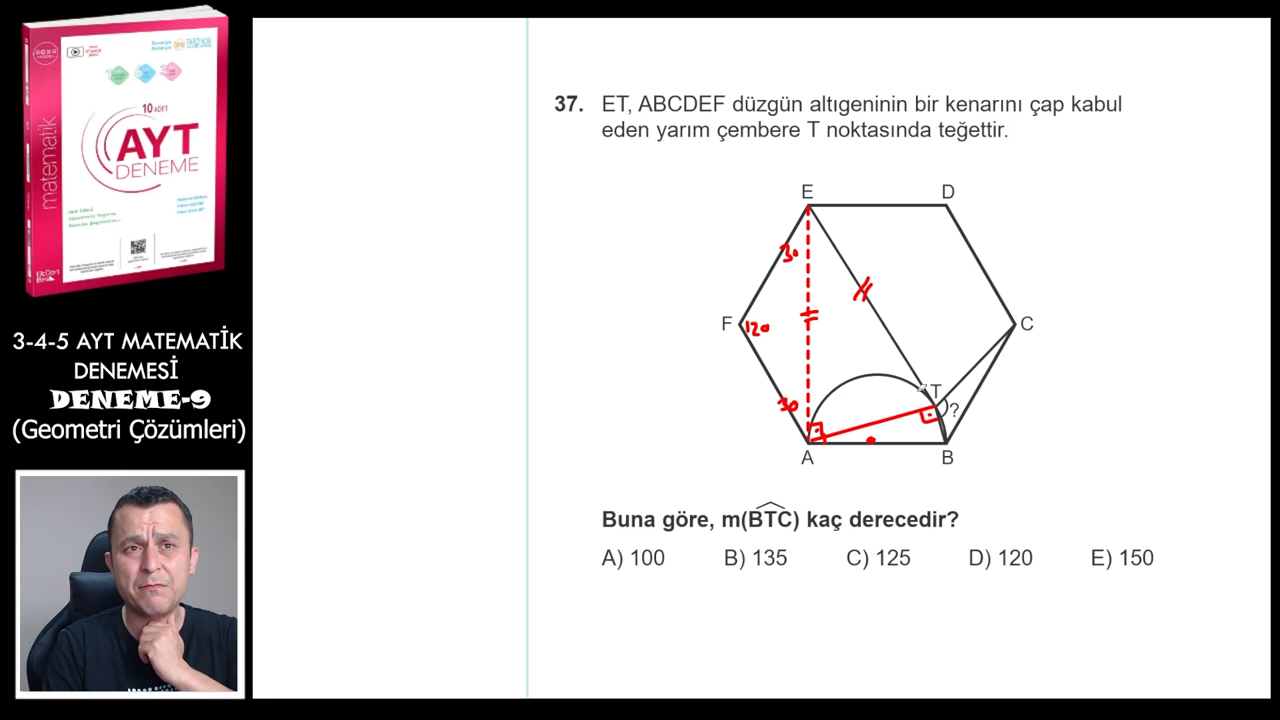 2022
10 ADET
AYT
DENEME
matematik
3-4-5 AYT MATEMATİK
DENEMESİ
DENEME-9
(Geometri Çözümleri)
37. ET, ABCDEF düzgün altıgeninin bir kenarını çap kabul
eden yarım çembere T noktasında teğettir.
E D
30
F 120 C
T
30 ?
A B
Buna göre, m(BTC) kaç derecedir?
A) 100 B) 135 C) 125 D) 120 E) 150